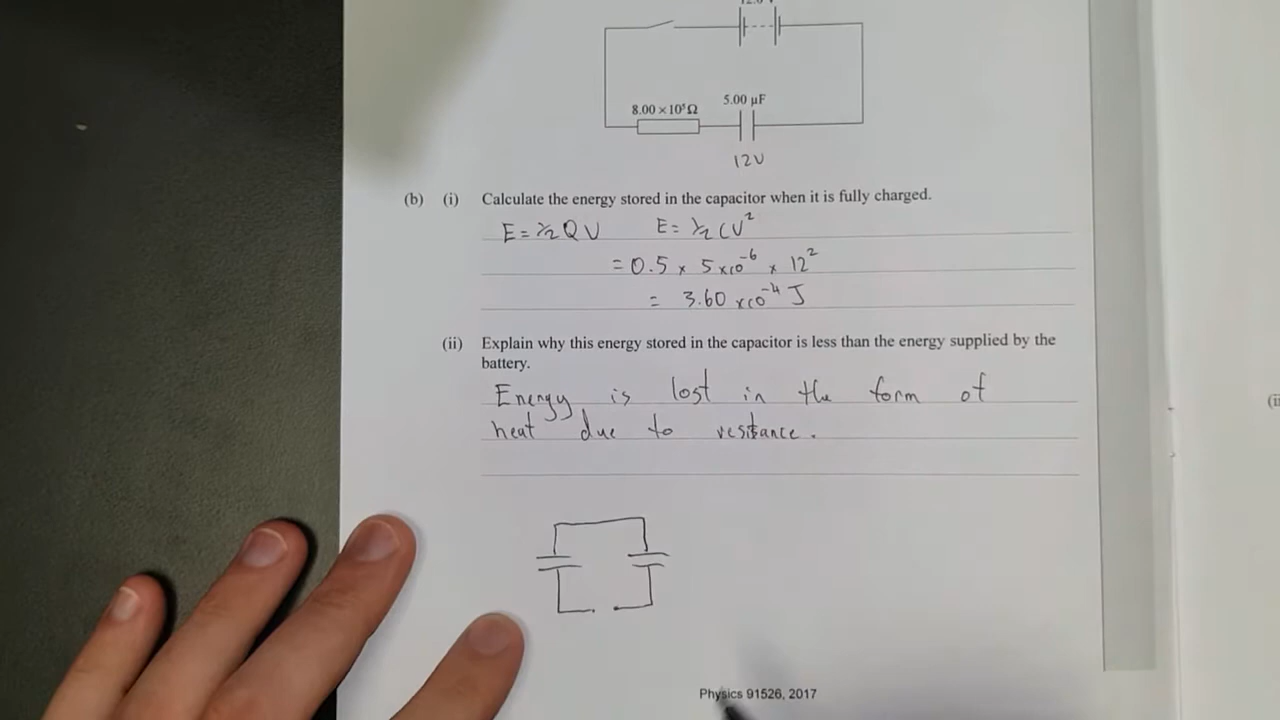 8.00 × 10⁵ Ω
5.00 µF
12V
(b) (i) Calculate the energy stored in the capacitor when it is fully charged.
E = ½QV E = ½CV²
= 0.5 × 5×10⁻⁶ × 12²
= 3.60 ×10⁻⁴ J
(ii) Explain why this energy stored in the capacitor is less than the energy supplied by the
battery.
Energy is lost in the form of
heat due to resistance.
Physics 91526, 2017